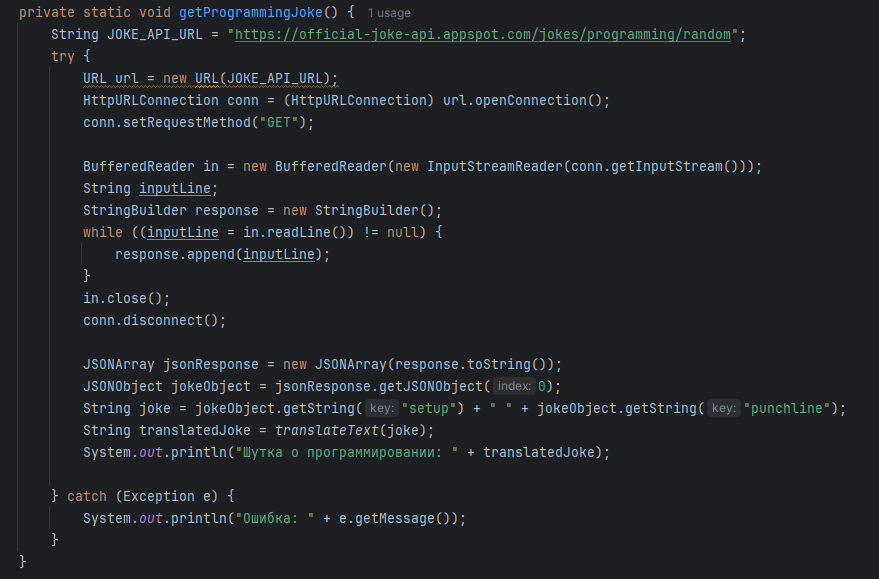 private static void getProgrammingJoke() { 1 usage
    String JOKE_API_URL = "https://official-joke-api.appspot.com/jokes/programming/random";
    try {
        URL url = new URL(JOKE_API_URL);
        HttpURLConnection conn = (HttpURLConnection) url.openConnection();
        conn.setRequestMethod("GET");

        BufferedReader in = new BufferedReader(new InputStreamReader(conn.getInputStream()));
        String inputLine;
        StringBuilder response = new StringBuilder();
        while ((inputLine = in.readLine()) != null) {
            response.append(inputLine);
        }
        in.close();
        conn.disconnect();

        JSONArray jsonResponse = new JSONArray(response.toString());
        JSONObject jokeObject = jsonResponse.getJSONObject( index: 0);
        String joke = jokeObject.getString( key: "setup") + " " + jokeObject.getString( key: "punchline");
        String translatedJoke = translateText(joke);
        System.out.println("Шутка о программировании: " + translatedJoke);

    } catch (Exception e) {
        System.out.println("Ошибка: " + e.getMessage());
    }
}